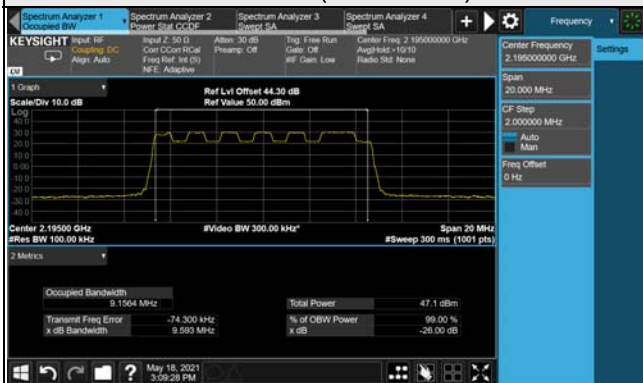 Spectrum Analyzer 1
Occupied BW
Spectrum Analyzer 2
Power Stat CCDF
Spectrum Analyzer 3
Swept SA
Spectrum Analyzer 4
Swept SA
Frequency
KEYSIGHT
Input: RF
Coupling: DC
Align: Auto
Input Z: 50 Ω
Corr CCorr RCal
Freq Ref: Int (S)
NFE: Adaptive
Atten: 30 dB
Preamp: Off
Trig: Free Run
Gate: Off
#IF Gain: Low
Center Freq: 2.195000000 GHz
Avg|Hold:>10/10
Radio Std: None
Center Frequency
2.195000000 GHz
Settings
Span
20.000 MHz
CF Step
2.000000 MHz
Auto
Man
Freq Offset
0 Hz
1 Graph
Scale/Div 10.0 dB
Ref Lvl Offset 44.30 dB
Ref Value 50.00 dBm
Log
40.0
30.0
20.0
10.0
0.00
-10.0
-20.0
-30.0
-40.0
Center 2.19500 GHz
#Res BW 100.00 kHz
#Video BW 300.00 kHz*
Span 20 MHz
#Sweep 300 ms (1001 pts)
2 Metrics
Occupied Bandwidth
9.1564 MHz
Total Power
47.1 dBm
Transmit Freq Error
-74.300 kHz
% of OBW Power
99.00 %
x dB Bandwidth
9.593 MHz
x dB
-26.00 dB
May 18, 2021
3:09:28 PM